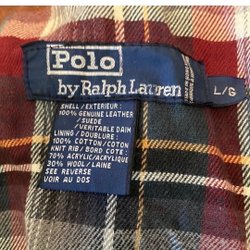 Polo
by Ralph Lauren
L/G
SHELL/EXTERIEUR:
100% GENUINE LEATHER
/SUEDE
/VERITABLE DAIM
LINING/DOUBLURE:
100% COTTON/COTON
KNIT RIB/BORD COTE:
70% ACRYLIC/ACRYLIQUE
30% WOOL/LAINE
SEE REVERSE
VOIR AU DOS